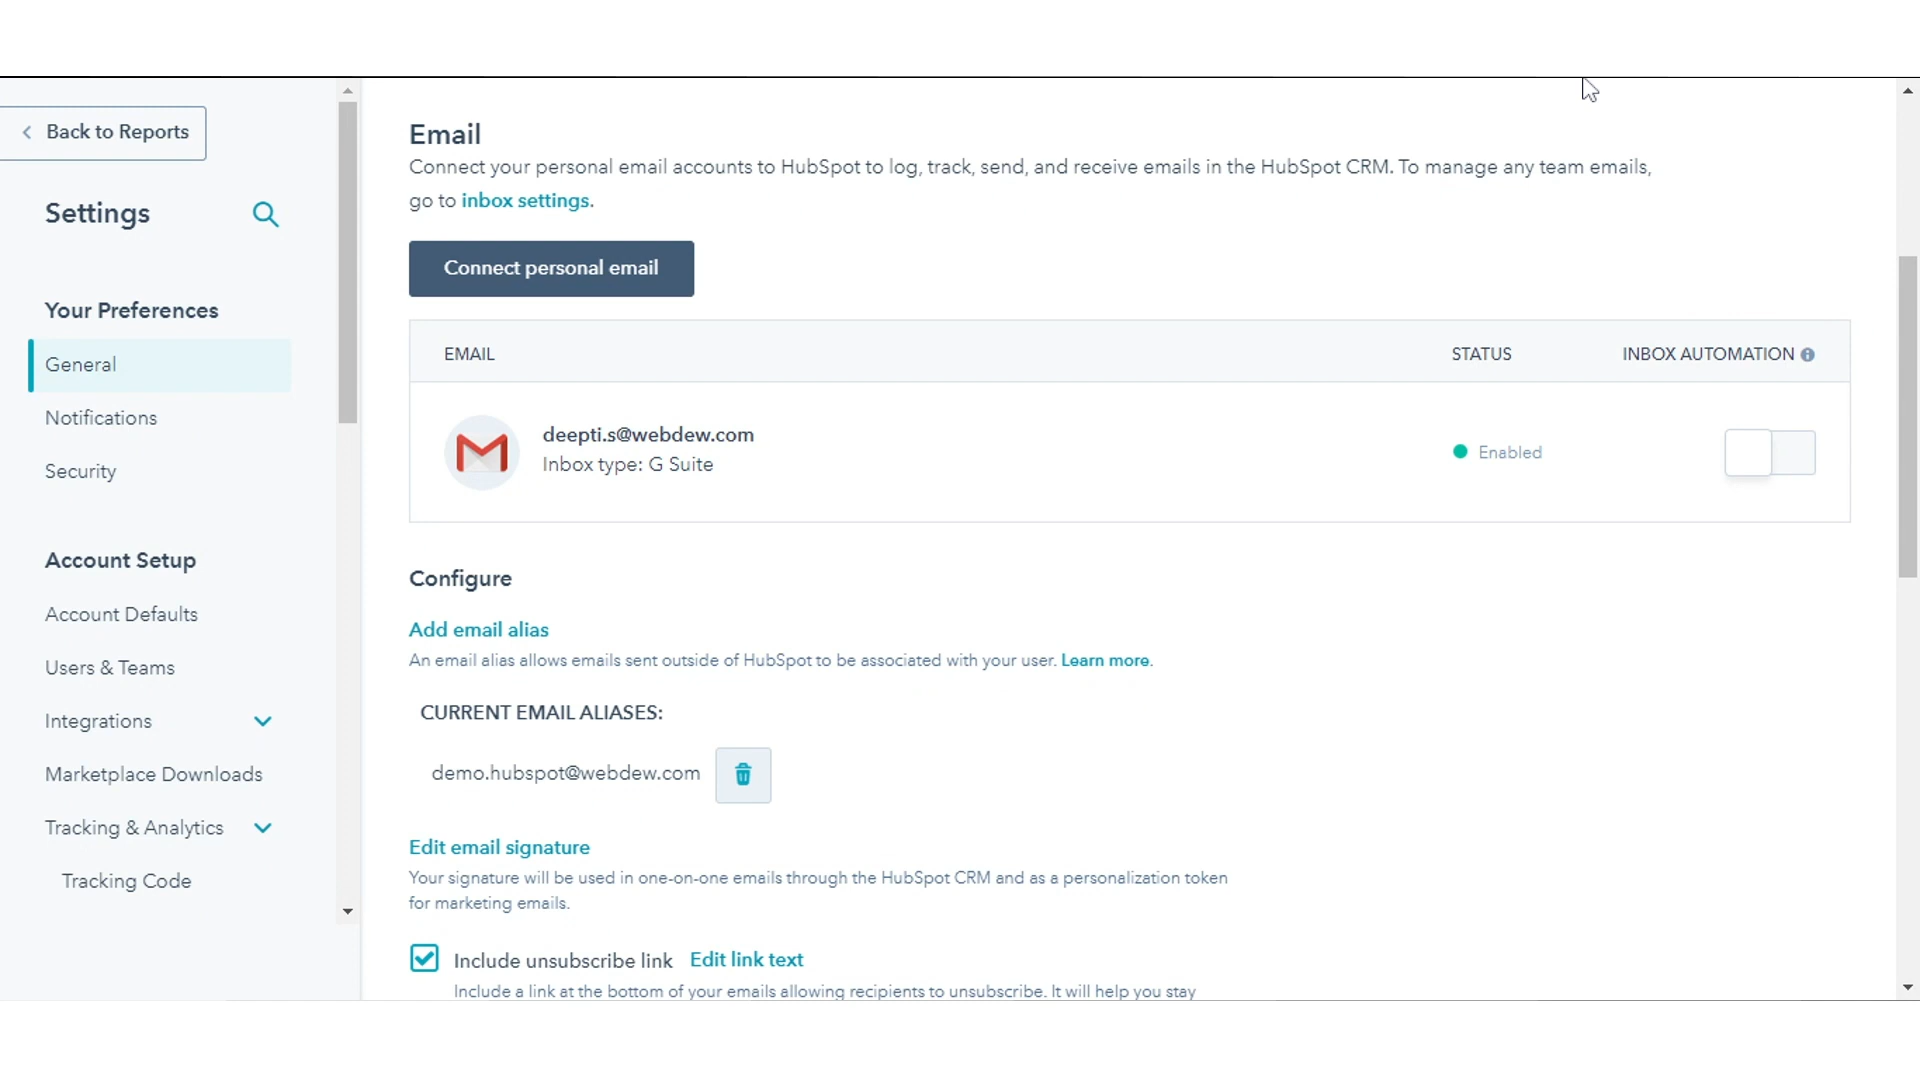 Back to Reports
Settings
Your Preferences
General
Notifications
Security
Account Setup
Account Defaults
Users & Teams
Integrations
Marketplace Downloads
Tracking & Analytics
Tracking Code
Email
Connect your personal email accounts to HubSpot to log, track, send, and receive emails in the HubSpot CRM. To manage any team emails,
go to inbox settings.
Connect personal email
EMAIL STATUS INBOX AUTOMATION
deepti.s@webdew.com
Inbox type: G Suite
Enabled
Configure
Add email alias
An email alias allows emails sent outside of HubSpot to be associated with your user. Learn more.
CURRENT EMAIL ALIASES:
demo.hubspot@webdew.com
Edit email signature
Your signature will be used in one-on-one emails through the HubSpot CRM and as a personalization token
for marketing emails.
Include unsubscribe link Edit link text
Include a link at the bottom of your emails allowing recipients to unsubscribe. It will help you stay